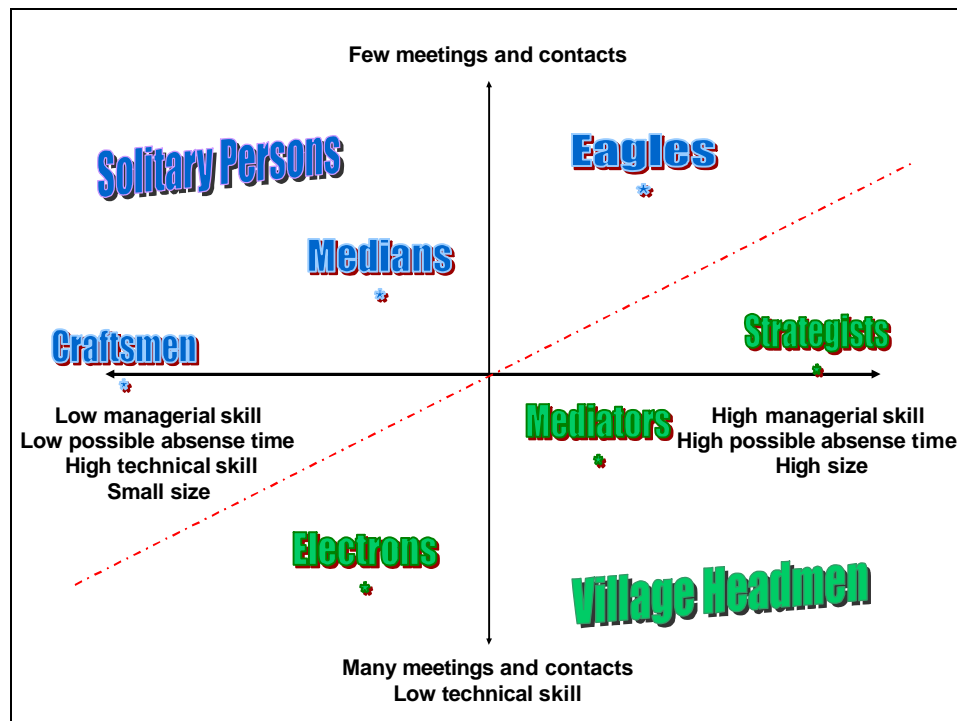 Few meetings and contacts
Solitary Persons
Eagles
Medians
Craftsmen
Strategists
Low managerial skill
Low possible absense time
High technical skill
Small size
Mediators
High managerial skill
High possible absense time
High size
Electrons
Village Headmen
Many meetings and contacts
Low technical skill